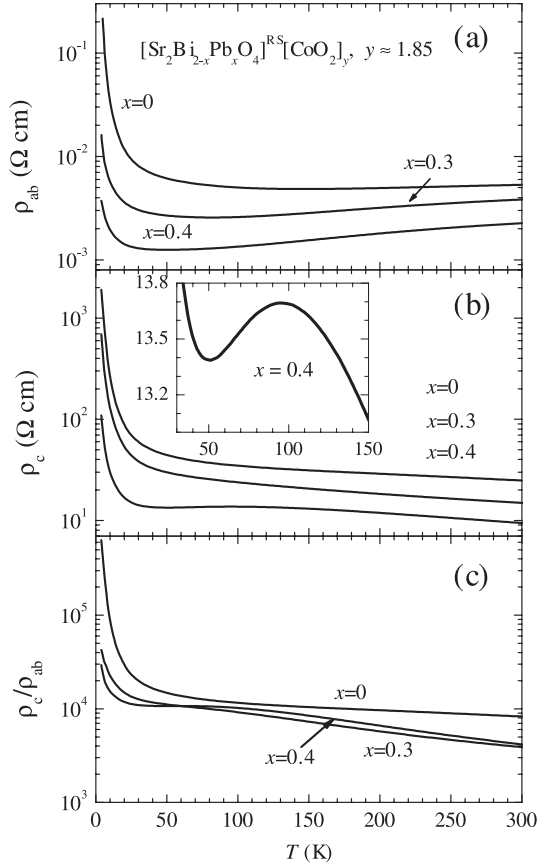 (a)
[Sr₂Bi₂₋ₓPbₓO₄]ᴿˢ[CoO₂]y, y ≈ 1.85
10⁻¹
x=0
10⁻²
x=0.3
x=0.4
10⁻³
ρab (Ω cm)
(b)
13.8
13.5
13.2
x = 0.4
50 100 150
10³
10²
10¹
x=0
x=0.3
x=0.4
ρc (Ω cm)
(c)
10⁵
10⁴
10³
x=0
x=0.4
x=0.3
ρc/ρab
0 50 100 150 200 250 300
T (K)